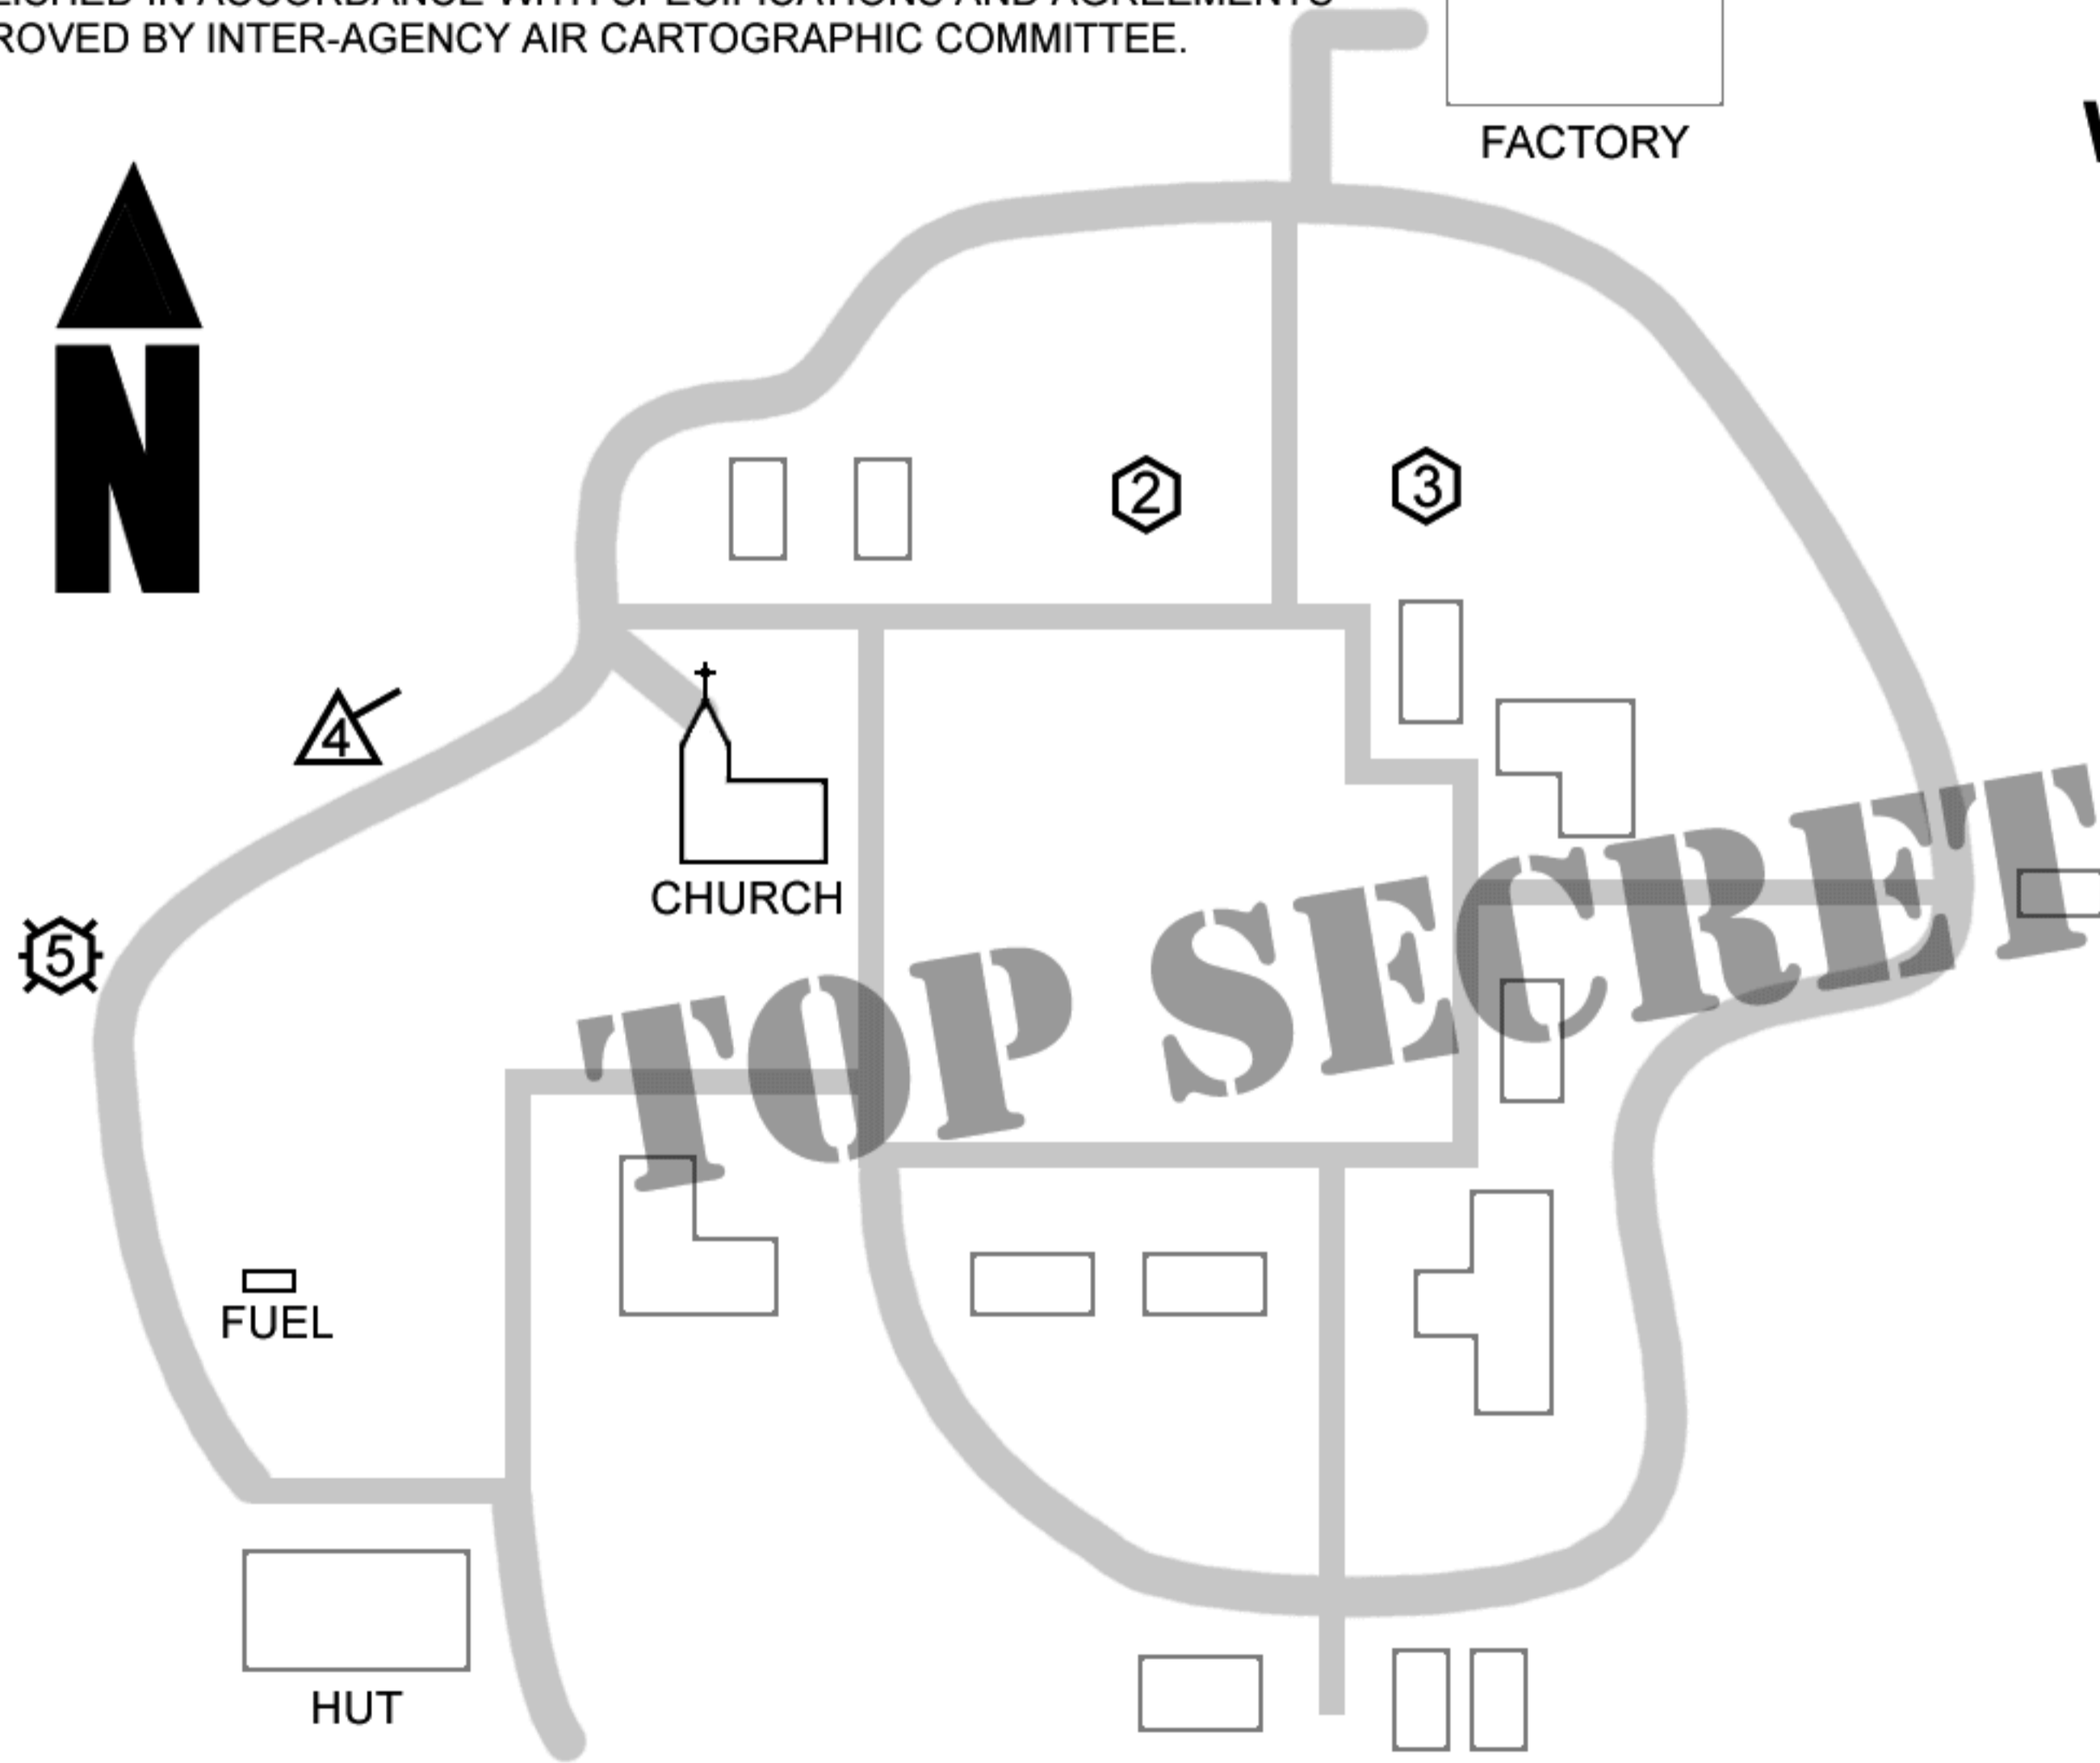 ROVED BY INTER-AGENCY AIR CARTOGRAPHIC COMMITTEE.
FACTORY
N
2
3
4
CHURCH
5
TOP SECRET
FUEL
HUT